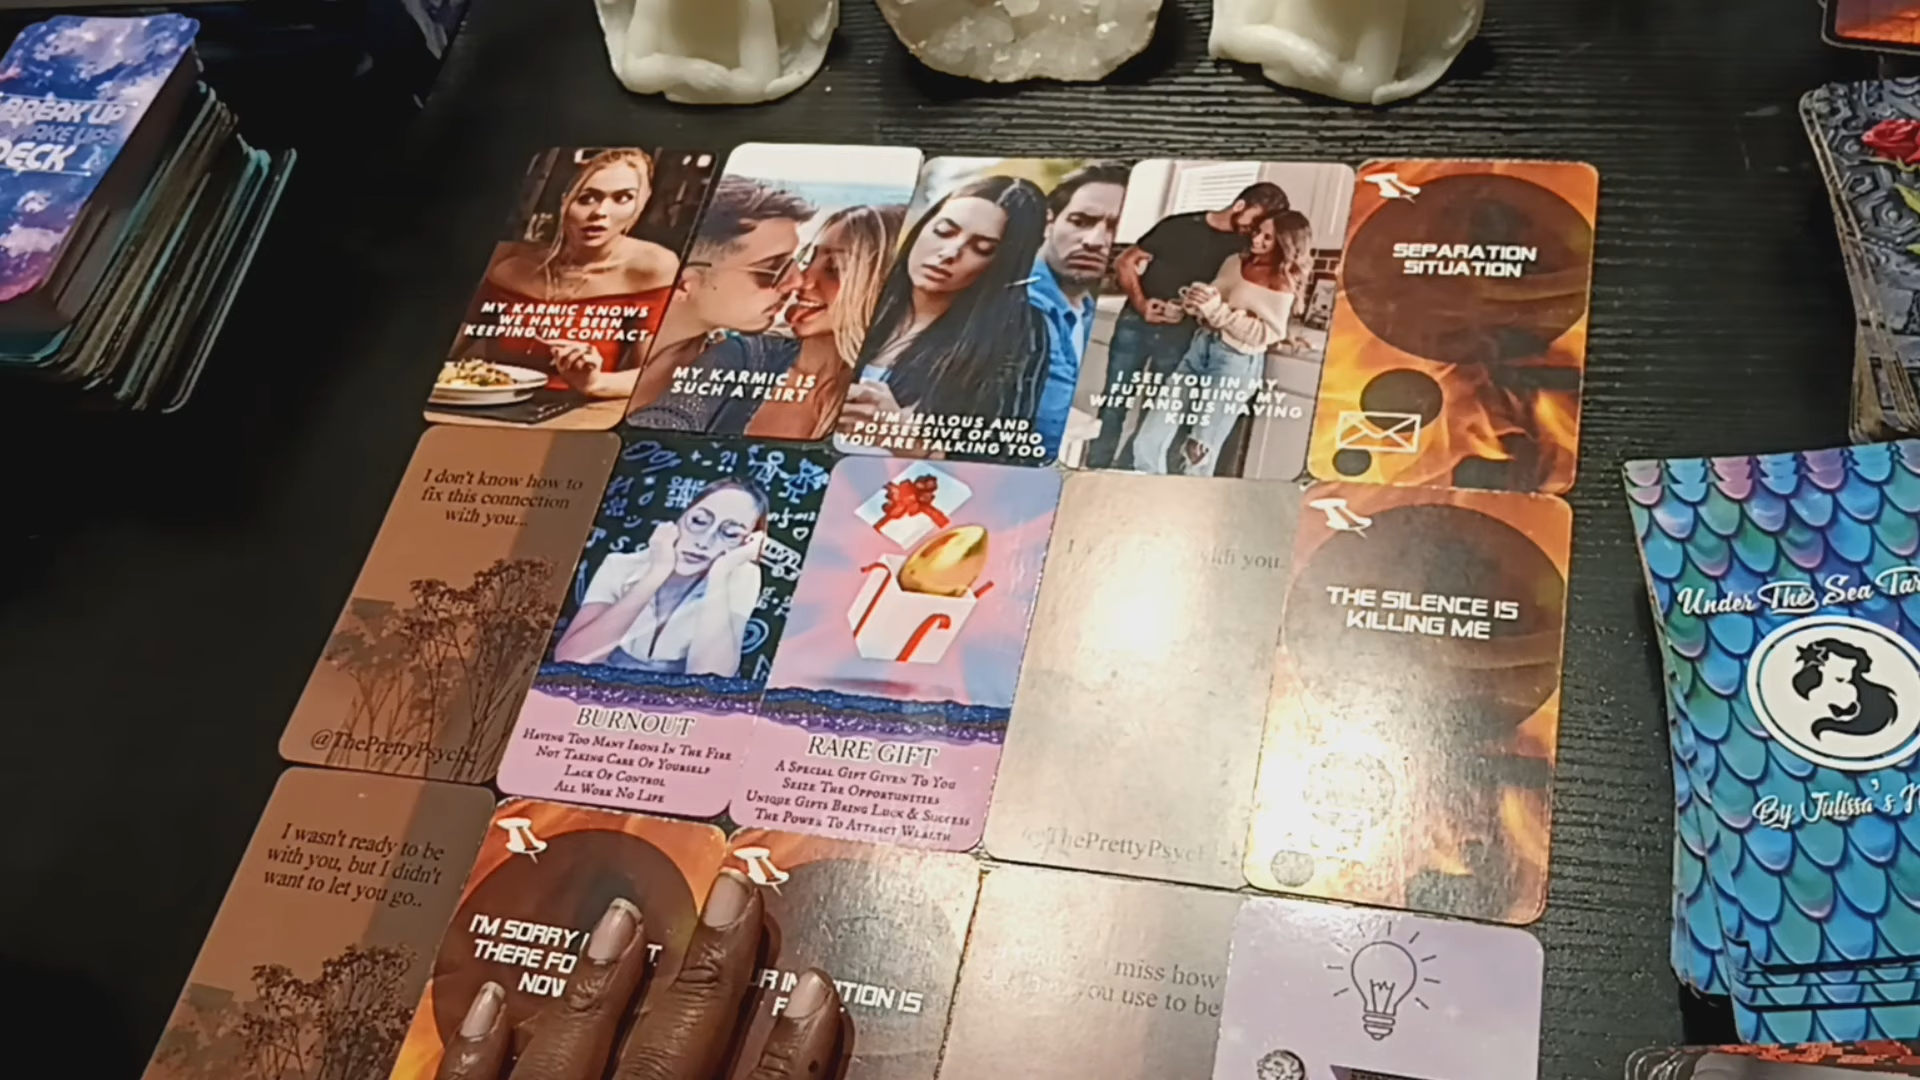 BREAK UP
MAKE UPS
DECK
MY KARMIC KNOWS
WE HAVE BEEN
KEEPING IN CONTACT
MY KARMIC IS
SUCH A FLIRT
I'M JEALOUS AND
POSSESSIVE OF WHO
YOU ARE TALKING TOO
I SEE YOU IN MY
FUTURE BEING MY
WIFE AND US HAVING
KIDS
SEPARATION
SITUATION
I don't know how to
fix this connection
with you...
@ThePrettyPsychic
BURNOUT
HAVING TOO MANY IRONS IN THE FIRE
NOT TAKING CARE OF YOURSELF
LACK OF CONTROL
ALL WORK NO LIFE
RARE GIFT
A SPECIAL GIFT GIVEN TO YOU
SEIZE THE OPPORTUNITIES
UNIQUE GIFTS BRING LUCK & SUCCESS
THE POWER TO ATTRACT WEALTH
I with you.
@ThePrettyPsychic
THE SILENCE IS
KILLING ME
Under The Sea
By Julissa's
I wasn't ready to be
with you, but I didn't
want to let you go..
I'M SORRY
THERE
NOW
IS
miss how
you use to be